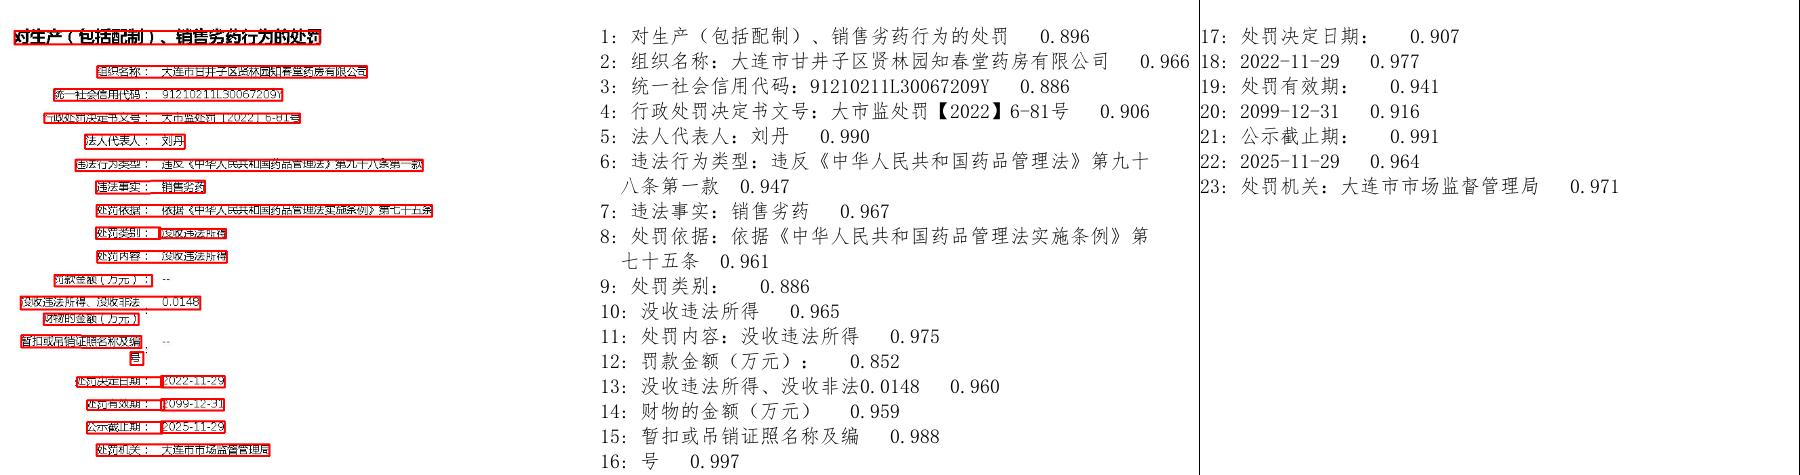 对生产（包括配制）、销售劣药行为的处罚
组织名称： 大连市甘井子区贤林园知春堂药房有限公司
统一社会信用代码： 91210211L30067209Y
行政处罚决定书文号： 大市监处罚【2022】6-81号
法人代表人： 刘丹
违法行为类型： 违反《中华人民共和国药品管理法》第九十八条第一款
违法事实： 销售劣药
处罚依据： 依据《中华人民共和国药品管理法实施条例》第七十五条
处罚类别： 没收违法所得
处罚内容： 没收违法所得
罚款金额（万元）： --
没收违法所得、没收非法 0.0148
财物的金额（万元）：
暂扣或吊销证照名称及编 --
号：
处罚决定日期： 2022-11-29
处罚有效期： 2099-12-31
公示截止期： 2025-11-29
处罚机关： 大连市市场监督管理局
1: 对生产（包括配制）、销售劣药行为的处罚 0.896
2: 组织名称：大连市甘井子区贤林园知春堂药房有限公司 0.966
3: 统一社会信用代码：91210211L30067209Y 0.886
4: 行政处罚决定书文号：大市监处罚【2022】6-81号 0.906
5: 法人代表人：刘丹 0.990
6: 违法行为类型：违反《中华人民共和国药品管理法》第九十
八条第一款 0.947
7: 违法事实：销售劣药 0.967
8: 处罚依据：依据《中华人民共和国药品管理法实施条例》第
七十五条 0.961
9: 处罚类别： 0.886
10: 没收违法所得 0.965
11: 处罚内容：没收违法所得 0.975
12: 罚款金额（万元）： 0.852
13: 没收违法所得、没收非法0.0148 0.960
14: 财物的金额（万元） 0.959
15: 暂扣或吊销证照名称及编 0.988
16: 号 0.997
17: 处罚决定日期： 0.907
18: 2022-11-29 0.977
19: 处罚有效期： 0.941
20: 2099-12-31 0.916
21: 公示截止期： 0.991
22: 2025-11-29 0.964
23: 处罚机关：大连市市场监督管理局 0.971